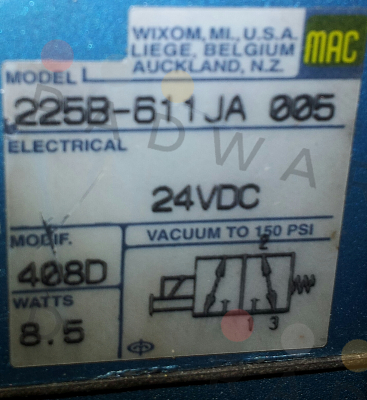 WIXOM, MI., U.S.A.
LIEGE, BELGIUM
AUCKLAND, N.Z.
MAC
MODEL
225B-611JA 005
ELECTRICAL
24VDC
MODIF.
VACUUM TO 150 PSI
408D
2
WATTS
8.5
1 3
BADWA